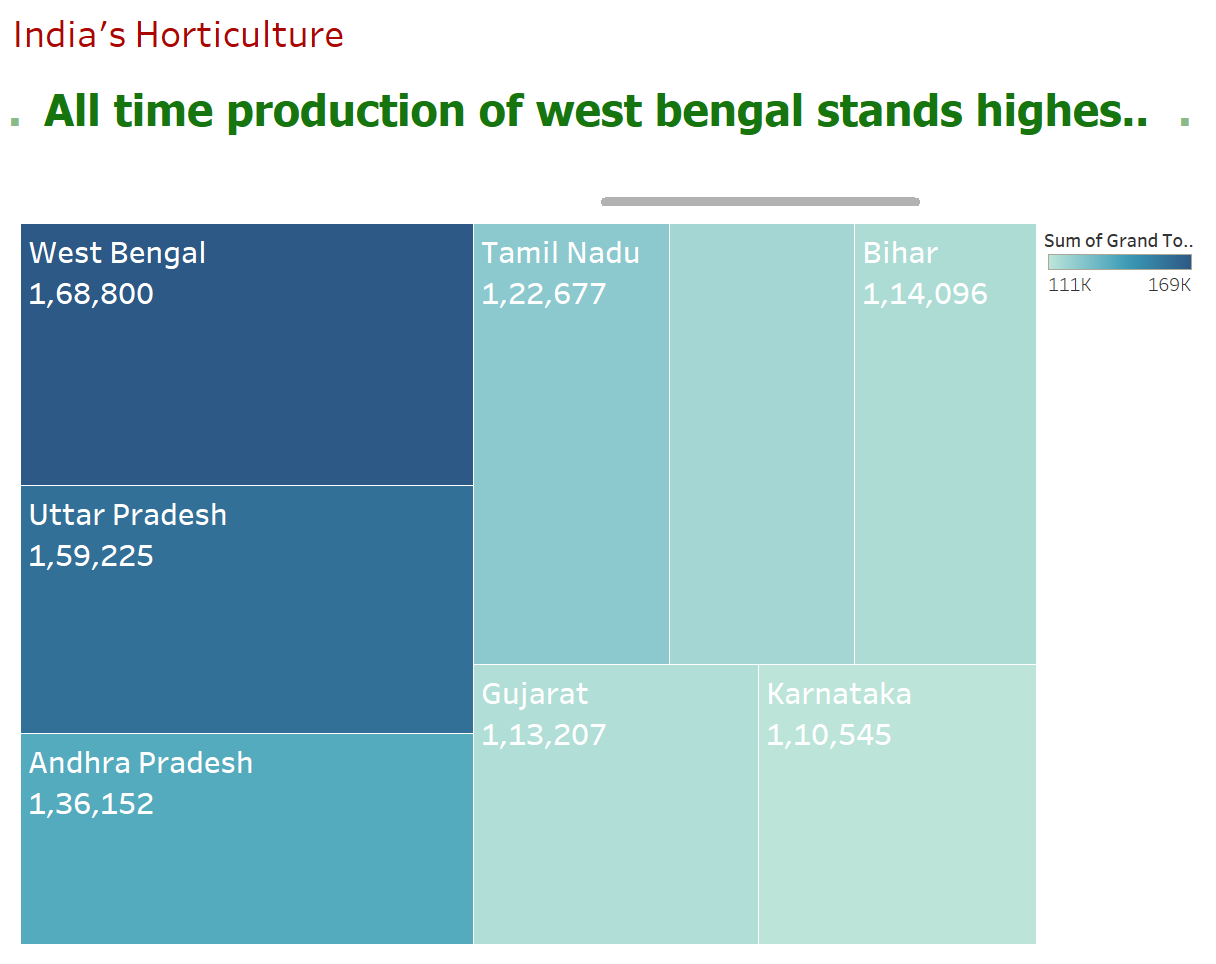 India's Horticulture
. All time production of west bengal stands highes.. .
West Bengal
1,68,800
Tamil Nadu
1,22,677
Bihar
1,14,096
Sum of Grand To..
111K 169K
Uttar Pradesh
1,59,225
Gujarat
1,13,207
Karnataka
1,10,545
Andhra Pradesh
1,36,152